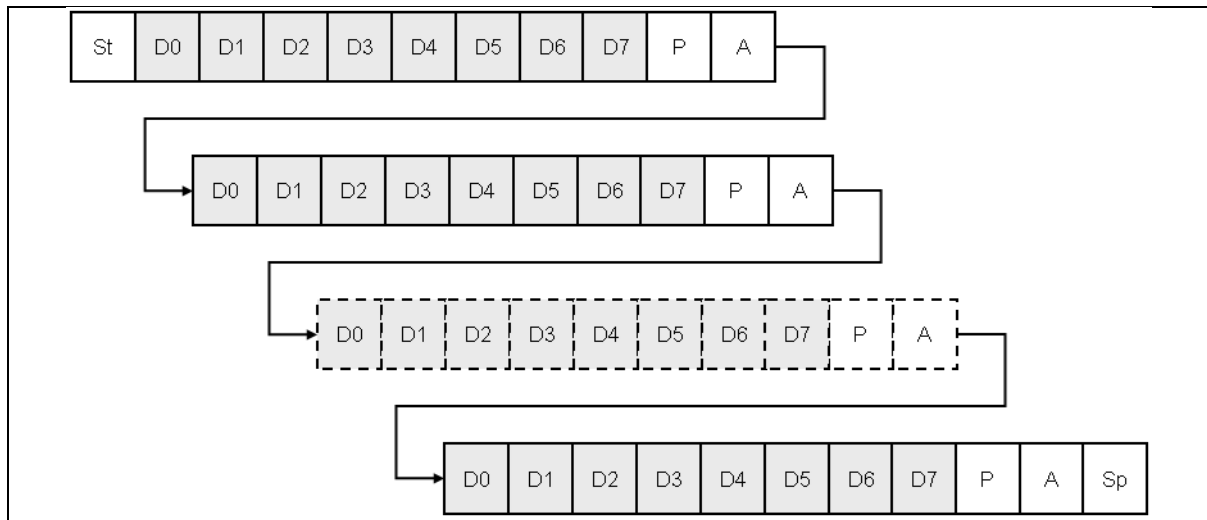 St D0 D1 D2 D3 D4 D5 D6 D7 P A
D0 D1 D2 D3 D4 D5 D6 D7 P A
D0 D1 D2 D3 D4 D5 D6 D7 P A
D0 D1 D2 D3 D4 D5 D6 D7 P A Sp